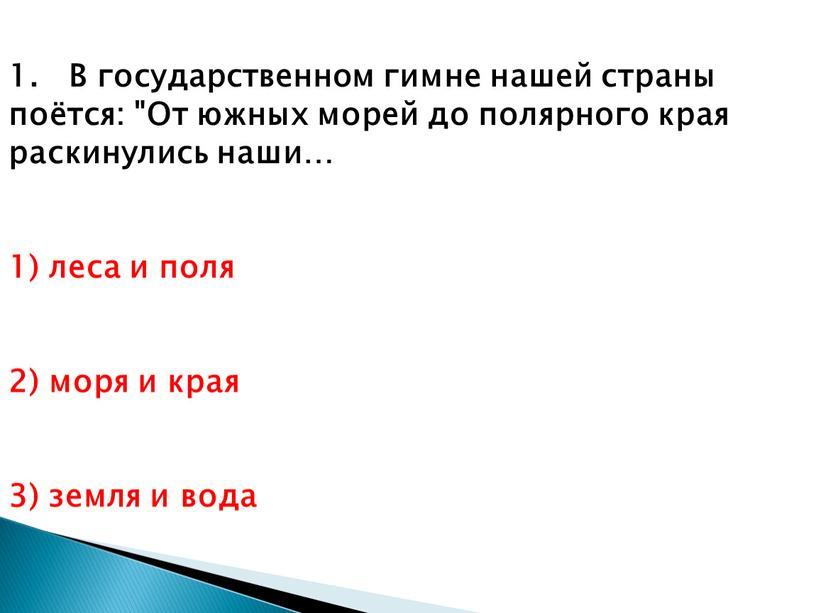 1. В государственном гимне нашей страны
поётся: "От южных морей до полярного края
раскинулись наши…
1) леса и поля
2) моря и края
3) земля и вода